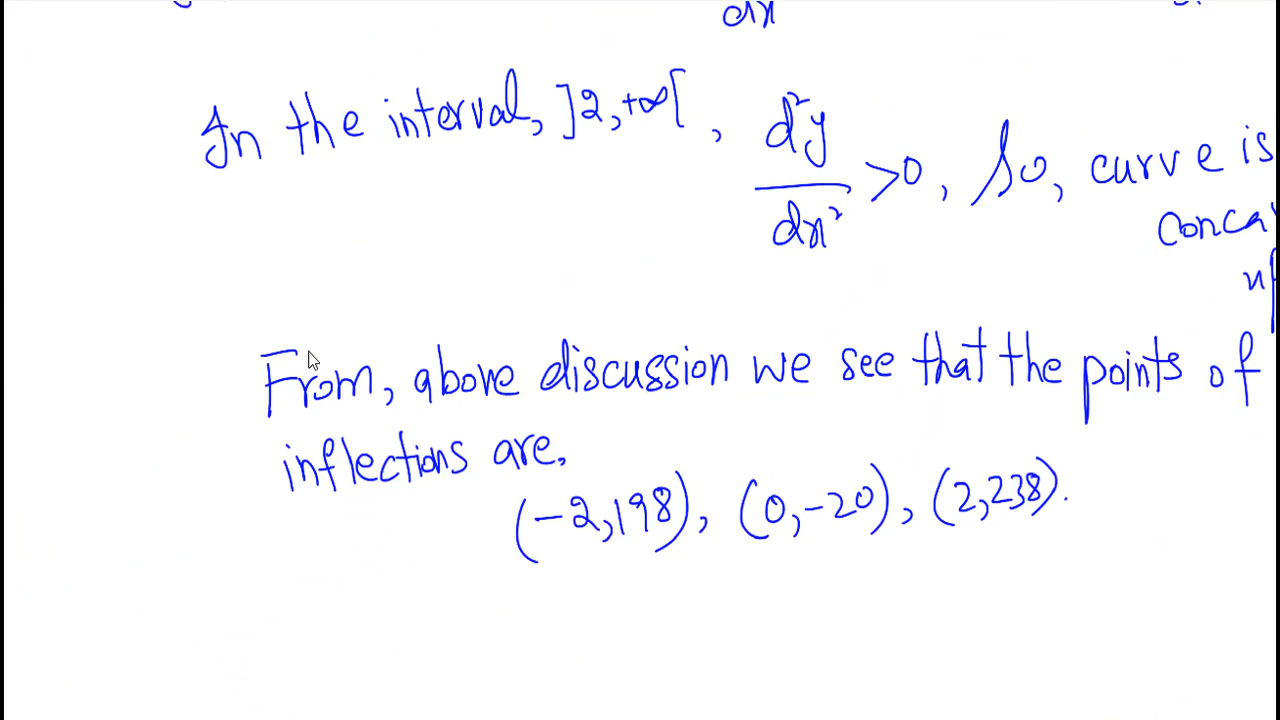 dx
In the interval, ]2,+∞[, d²y/dx² >0, So, curve is
conca
From, above discussion we see that the points of
inflections are,
(-2,198), (0,-20), (2,238).